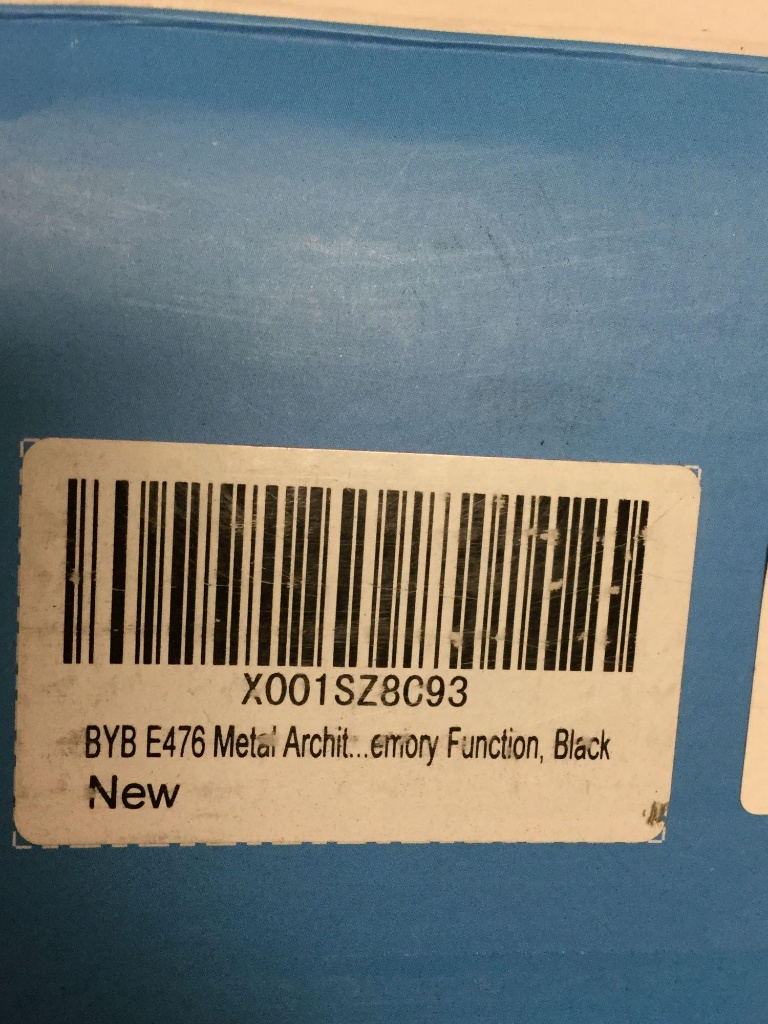 X001SZ8C93
BYB E476 Metal Archit...emory Function, Black
New